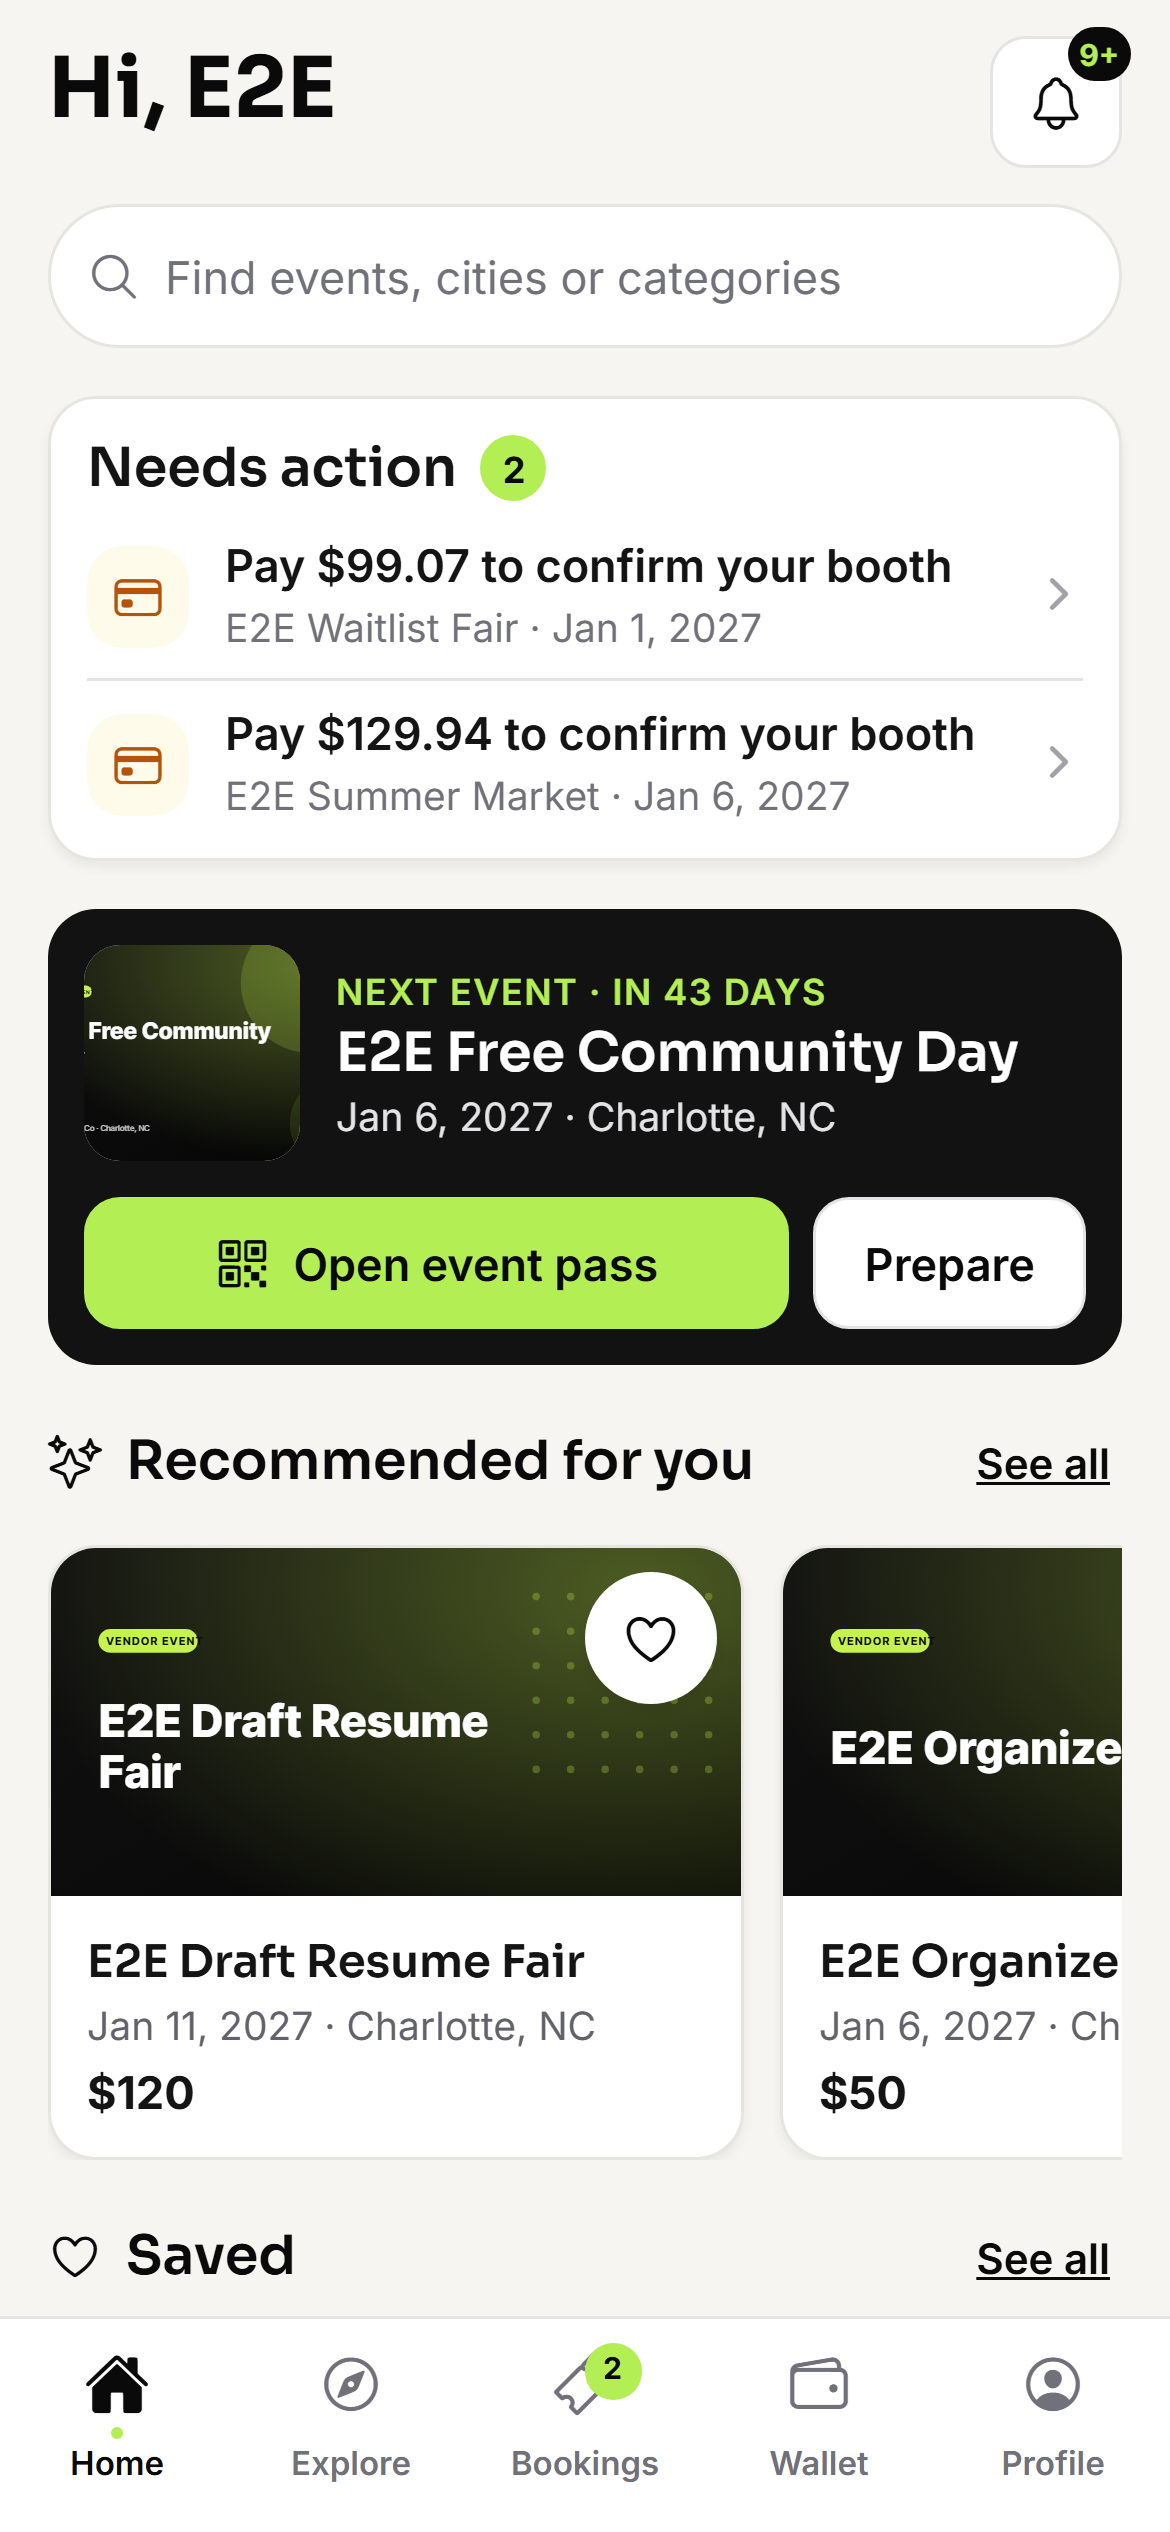 Hi, E2E
9+
Find events, cities or categories
Needs action 2
Pay $99.07 to confirm your booth
E2E Waitlist Fair · Jan 1, 2027
Pay $129.94 to confirm your booth
E2E Summer Market · Jan 6, 2027
Free Community
Co · Charlotte, NC
NEXT EVENT · IN 43 DAYS
E2E Free Community Day
Jan 6, 2027 · Charlotte, NC
Open event pass
Prepare
Recommended for you
See all
VENDOR EVENT
E2E Draft Resume
Fair
E2E Draft Resume Fair
Jan 11, 2027 · Charlotte, NC
$120
VENDOR EVENT
E2E Organize
E2E Organize
Jan 6, 2027 · Ch
$50
Saved
See all
2
Home
Explore
Bookings
Wallet
Profile